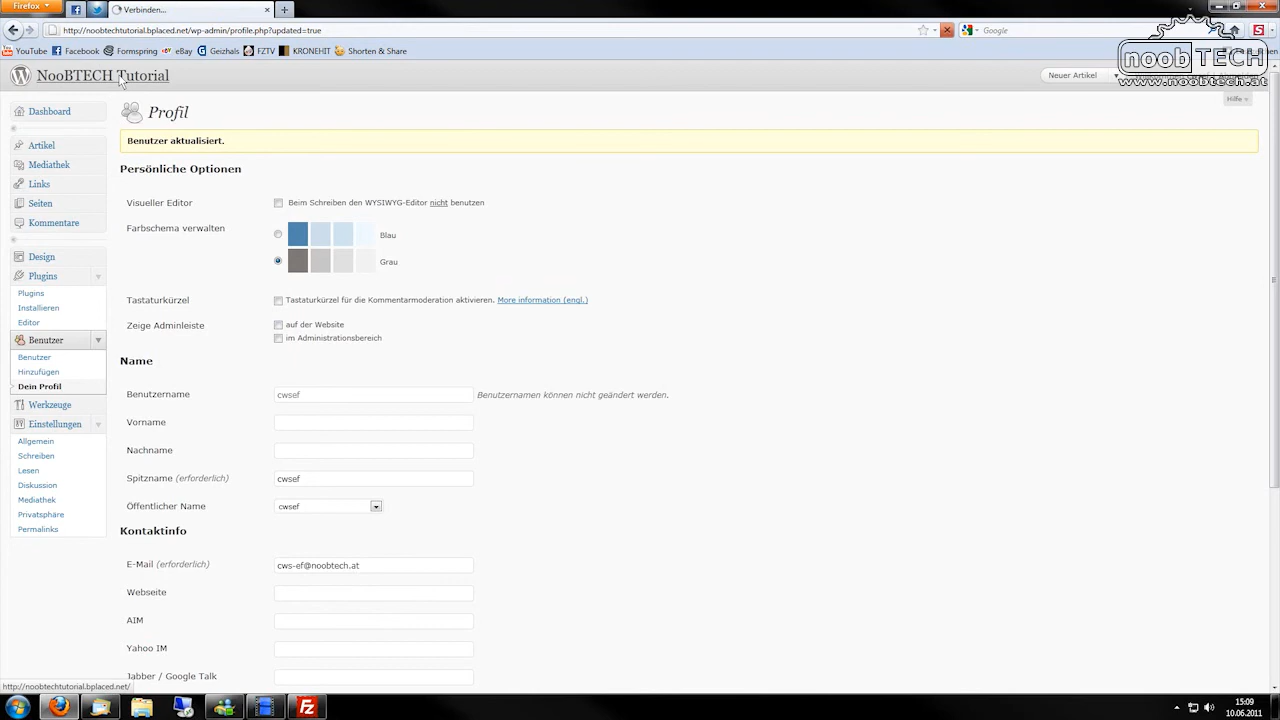 Firefox
Verbinden...
http://noobtechtutorial.bplaced.net/wp-admin/profile.php?updated=true
Google
YouTube
Facebook
Formspring
eBay
Geizhals
FZTV
KRONEHIT
Shorten & Share
noob TECH
www.noobtech.at
NooBTECH Tutorial
Neuer Artikel
Hilfe
Dashboard
Artikel
Mediathek
Links
Seiten
Kommentare
Design
Plugins
Plugins
Installieren
Editor
Benutzer
Benutzer
Hinzufügen
Dein Profil
Werkzeuge
Einstellungen
Allgemein
Schreiben
Lesen
Diskussion
Mediathek
Privatsphäre
Permalinks
Profil
Benutzer aktualisiert.
Persönliche Optionen
Visueller Editor
Beim Schreiben den WYSIWYG-Editor nicht benutzen
Farbschema verwalten
Blau
Grau
Tastaturkürzel
Tastaturkürzel für die Kommentarmoderation aktivieren. More information (engl.)
Zeige Adminleiste
auf der Website
im Administrationsbereich
Name
Benutzername
cwsef
Benutzernamen können nicht geändert werden.
Vorname
Nachname
Spitzname (erforderlich)
cwsef
Öffentlicher Name
cwsef
Kontaktinfo
E-Mail (erforderlich)
cws-ef@noobtech.at
Webseite
AIM
Yahoo IM
Jabber / Google Talk
http://noobtechtutorial.bplaced.net/
15:09
10.06.2011